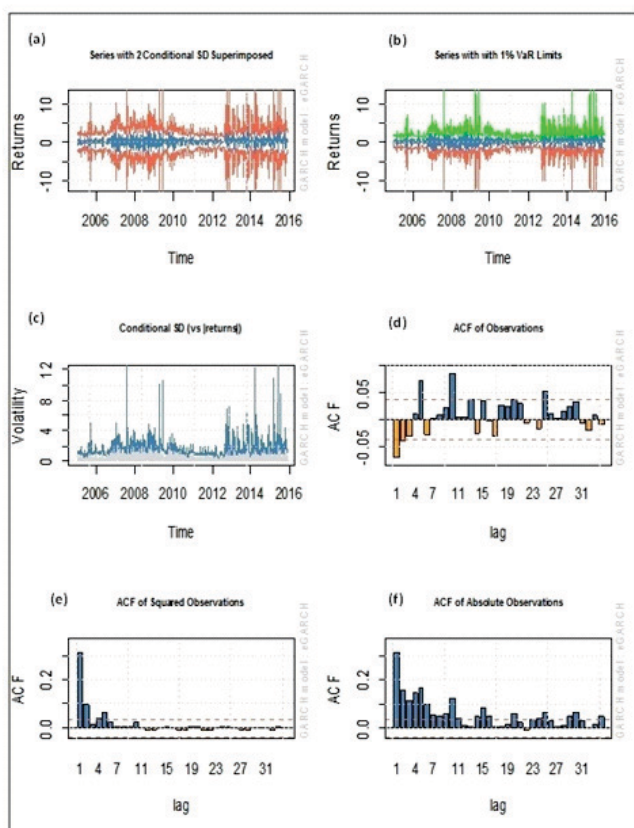 (a)
Series with 2 Conditional SD Superimposed
Returns
10
0
-10
2006 2008 2010 2012 2014 2016
Time
GARCH model : eGARCH
(b)
Series with with 1% VaR Limits
Returns
10
0
-10
2006 2008 2010 2012 2014 2016
Time
GARCH model : eGARCH
(c)
Conditional SD (vs |returns|)
Volatility
12
8
4
0
2006 2008 2010 2012 2014 2016
Time
GARCH model : eGARCH
(d)
ACF of Observations
ACF
0.05
-0.05
1 4 7 11 15 19 23 27 31
lag
GARCH model : eGARCH
(e)
ACF of Squared Observations
ACF
0.2
0.0
1 4 7 11 15 19 23 27 31
lag
GARCH model : eGARCH
(f)
ACF of Absolute Observations
ACF
0.2
0.0
1 4 7 11 15 19 23 27 31
lag
GARCH model : eGARCH